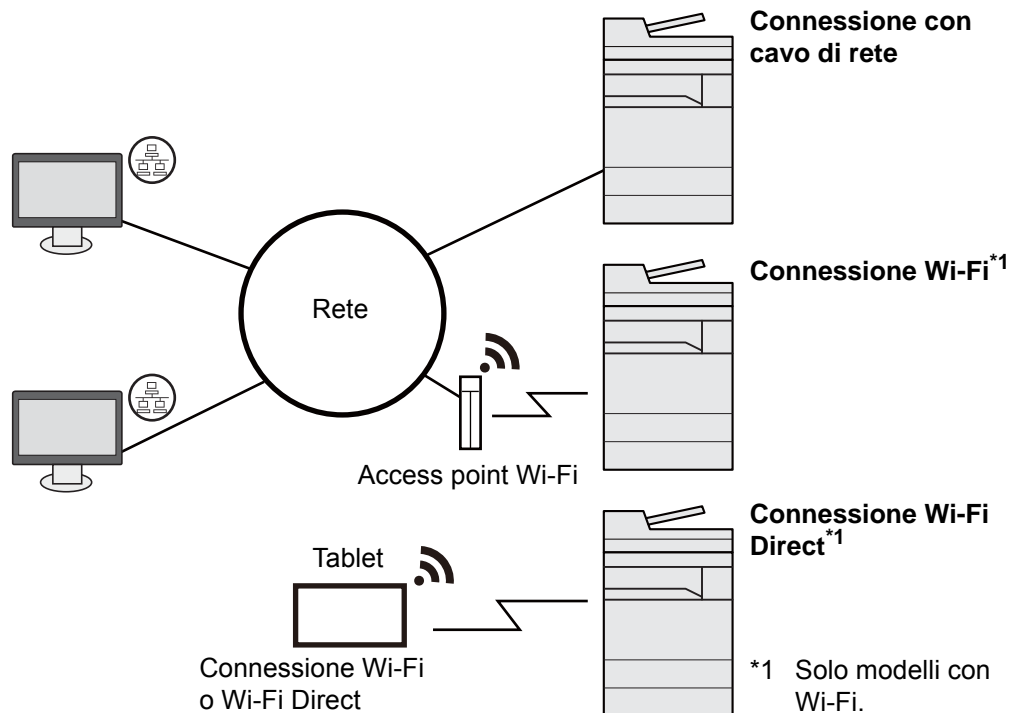 Connessione con
cavo di rete
Rete
Connessione Wi-Fi*1
Access point Wi-Fi
Connessione Wi-Fi
Direct*1
Tablet
Connessione Wi-Fi
o Wi-Fi Direct
*1 Solo modelli con
Wi-Fi.